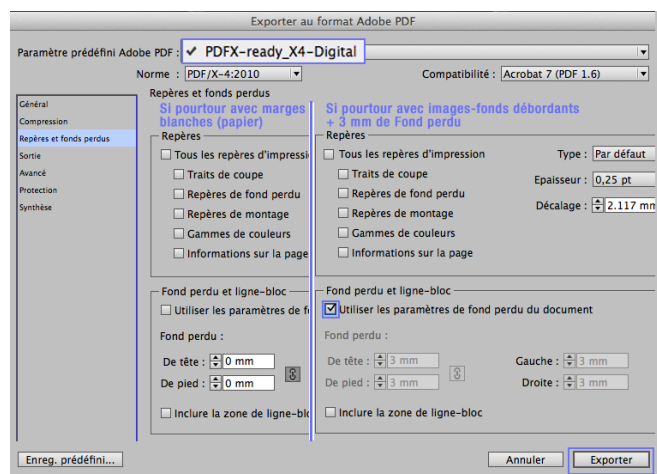 Exporter au format Adobe PDF
Paramètre prédéfini Adobe PDF : ✓ PDFX-ready_X4-Digital
Norme : PDF/X-4:2010
Compatibilité : Acrobat 7 (PDF 1.6)
Général
Compression
Repères et fonds perdus
Sortie
Avancé
Protection
Synthèse
Repères et fonds perdus
Si pourtour avec marges
blanches (papier)
Repères
Tous les repères d'impressi
Traits de coupe
Repères de fond perdu
Repères de montage
Gammes de couleurs
Informations sur la page
Fond perdu et ligne-bloc
Utiliser les paramètres de f
Fond perdu :
De tête : 0 mm
De pied : 0 mm
Inclure la zone de ligne-bl
Si pourtour avec images-fonds débordants
+ 3 mm de Fond perdu
Repères
Tous les repères d'impression
Traits de coupe
Repères de fond perdu
Repères de montage
Gammes de couleurs
Informations sur la page
Type : Par défaut
Epaisseur : 0,25 pt
Décalage : 2.117 mm
Fond perdu et ligne-bloc
Utiliser les paramètres de fond perdu du document
Fond perdu :
De tête : 3 mm
De pied : 3 mm
Gauche : 3 mm
Droite : 3 mm
Inclure la zone de ligne-bloc
Enreg. prédéfini...
Annuler
Exporter